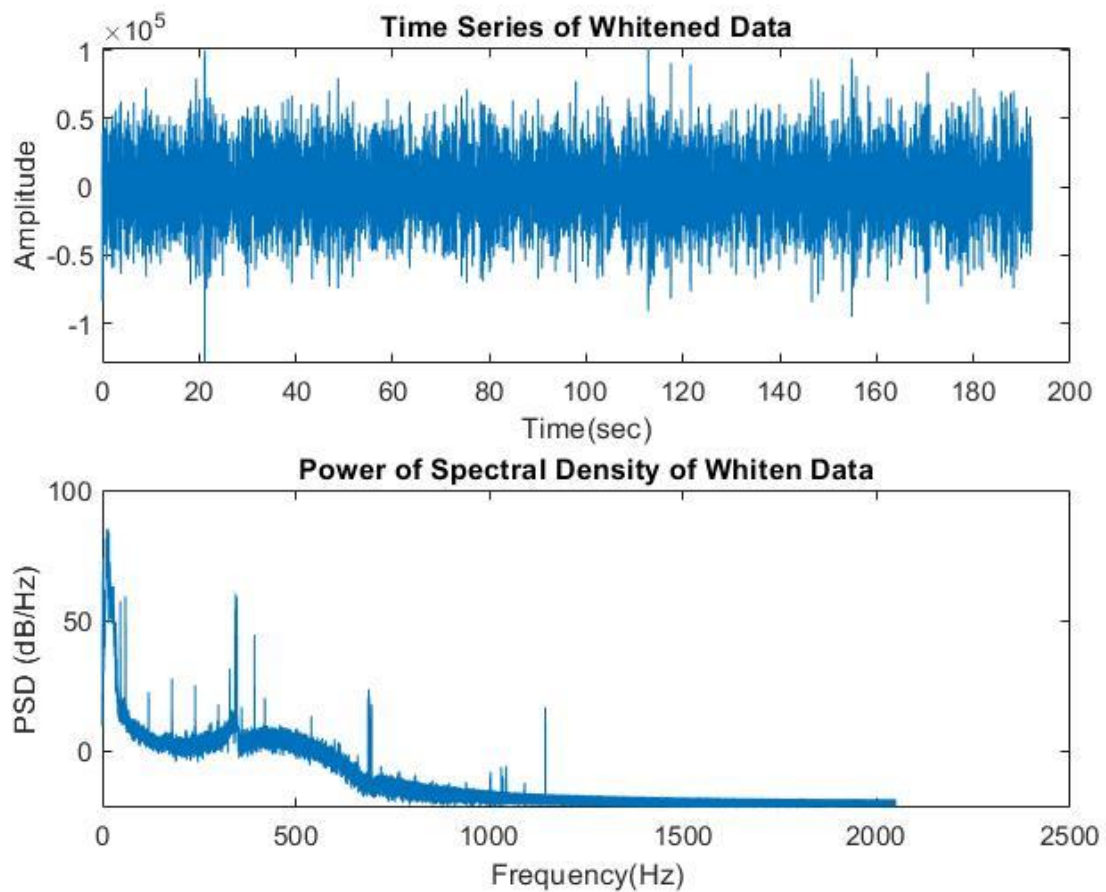 Time Series of Whitened Data
×10⁵
1
0.5
0
-0.5
-1
Amplitude
0 20 40 60 80 100 120 140 160 180 200
Time(sec)
Power of Spectral Density of Whiten Data
100
50
0
PSD (dB/Hz)
0 500 1000 1500 2000 2500
Frequency(Hz)